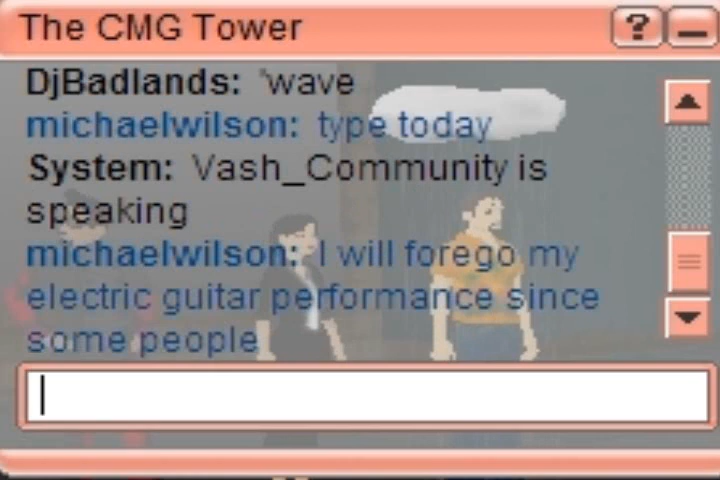 The CMG Tower
?
DjBadlands: 'wave
michaelwilson: type today
System: Vash_Community is
speaking
michaelwilson: I will forego my
electric guitar performance since
some people